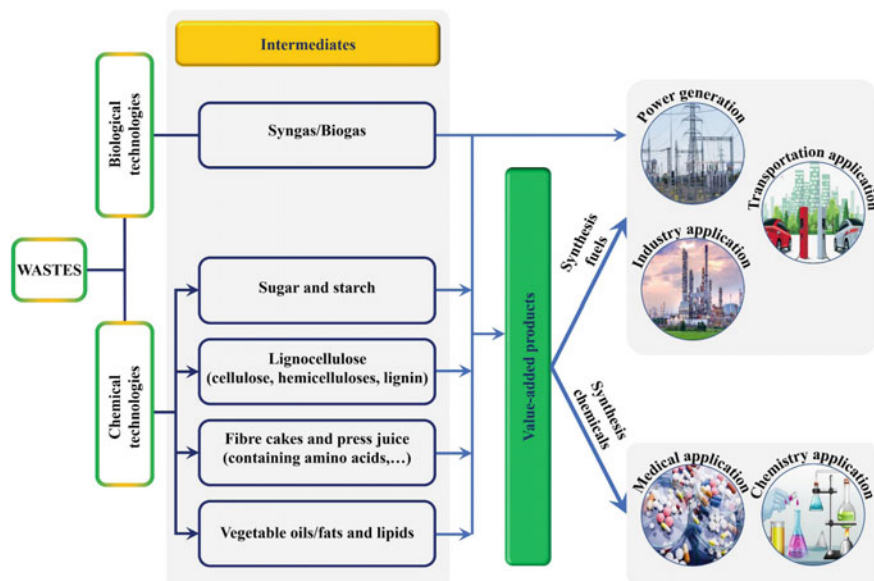 Intermediates
Biological
technologies
Syngas/Biogas
WASTES
Chemical
technologies
Sugar and starch
Lignocellulose
(cellulose, hemicelluloses, lignin)
Fibre cakes and press juice
(containing amino acids,...)
Vegetable oils/fats and lipids
Value-added products
Synthesis
fuels
Synthesis
chemicals
Power generation
Transportation application
Industry application
Medical application
Chemistry application